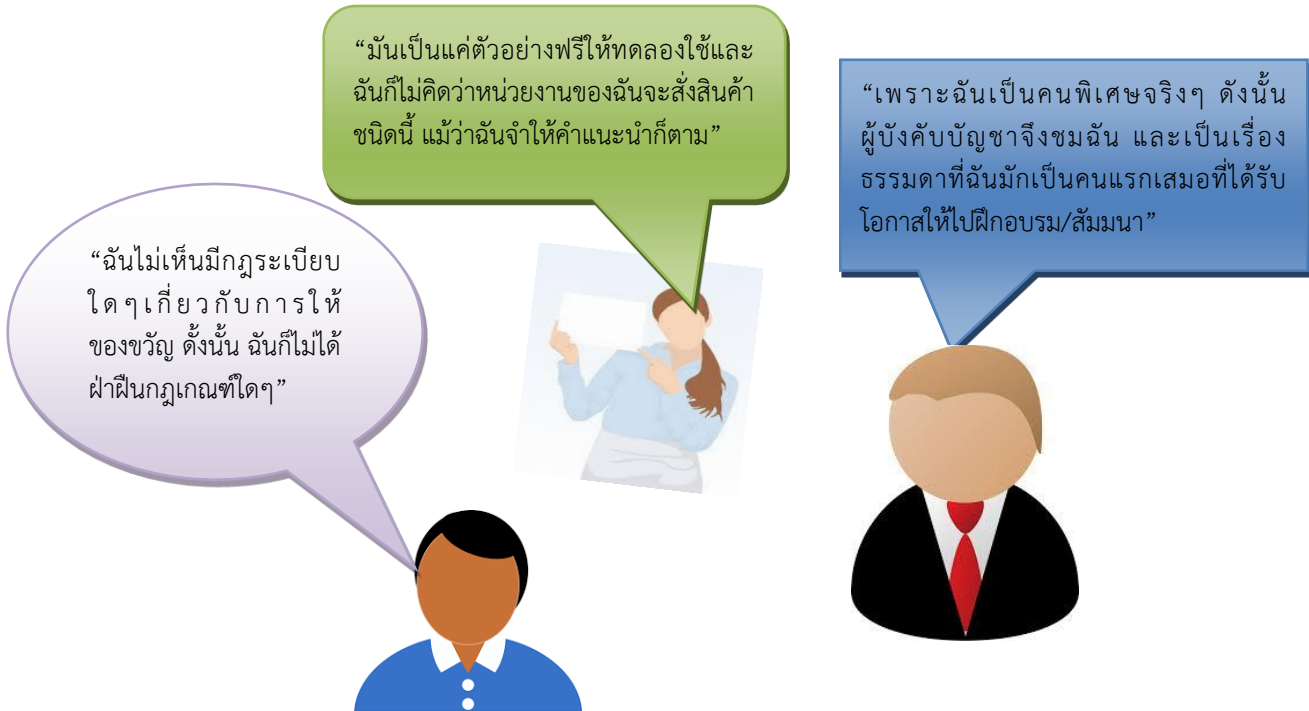 “มันเป็นแค่ตัวอย่างฟรีให้ทดลองใช้และ
ฉันก็ไม่คิดว่าหน่วยงานของฉันจะสั่งสินค้า
ชนิดนี้ แม้ว่าฉันจำให้คำแนะนำก็ตาม”
“เพราะฉันเป็นคนพิเศษจริงๆ ดังนั้น
ผู้บังคับบัญชาจึงชมฉัน และเป็นเรื่อง
ธรรมดาที่ฉันมักเป็นคนแรกเสมอที่ได้รับ
โอกาสให้ไปฝึกอบรม/สัมมนา”
“ฉันไม่เห็นมีกฎระเบียบ
ใดๆเกี่ยวกับการให้
ของขวัญ ดั้งนั้น ฉันก็ไม่ได้
ฝ่าฝืนกฎเกณฑ์ใดๆ”